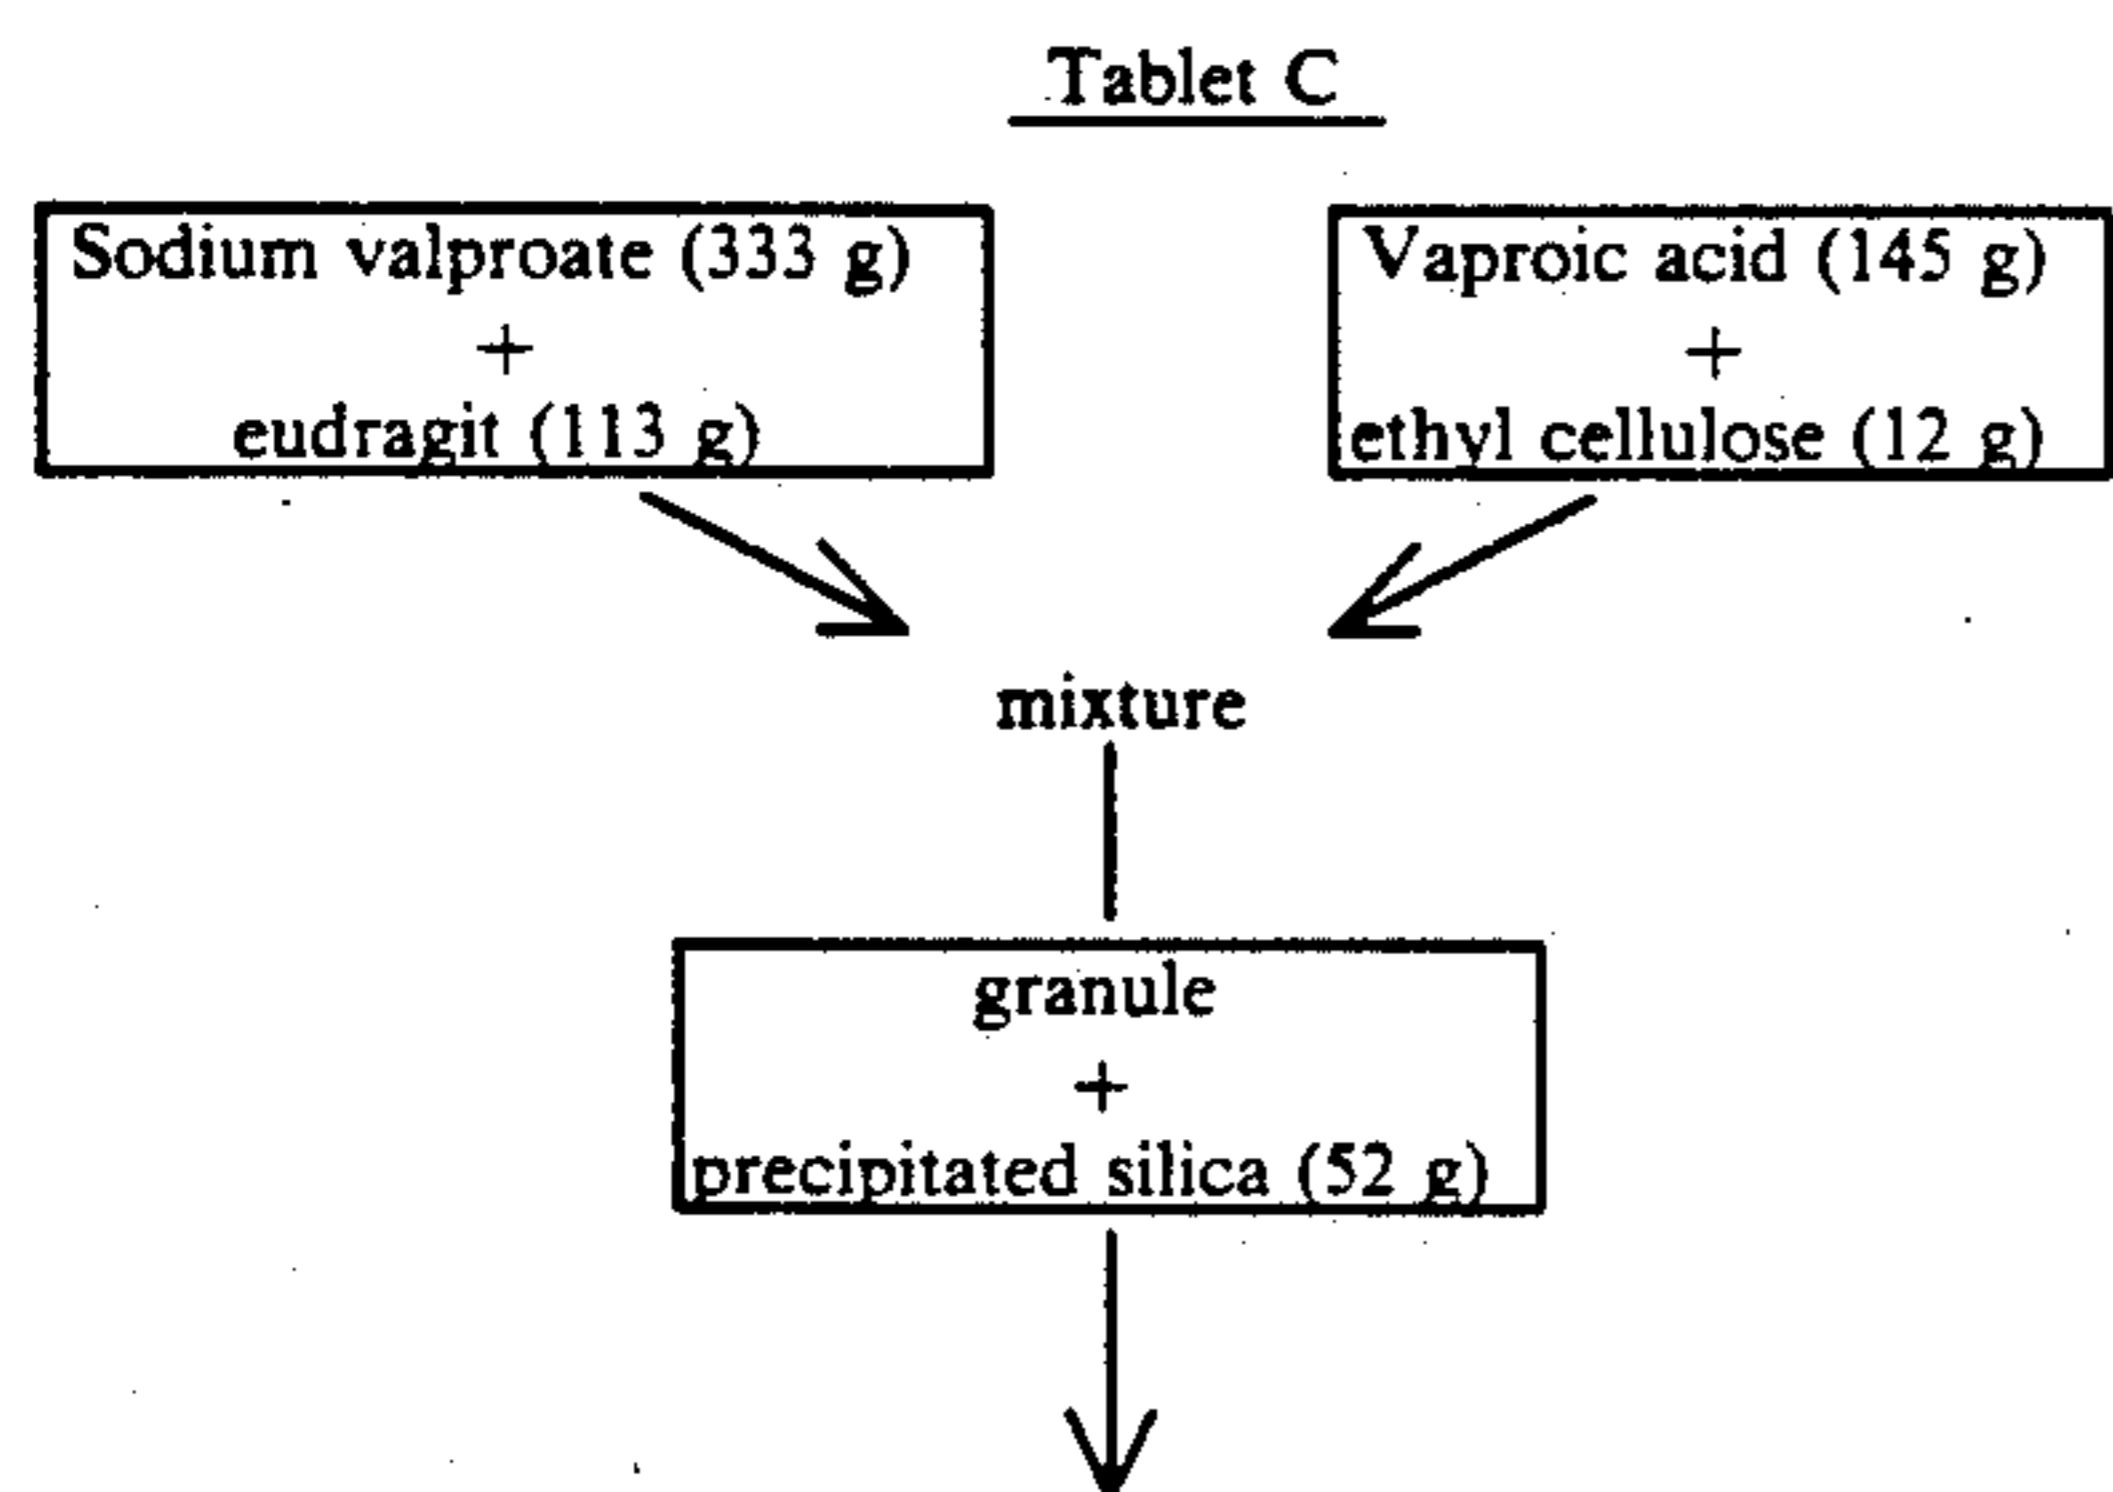 Tablet C
Sodium valproate (333 g)
+
eudragit (113 g)
Vaproic acid (145 g)
+
ethyl cellulose (12 g)
mixture
granule
+
precipitated silica (52 g)